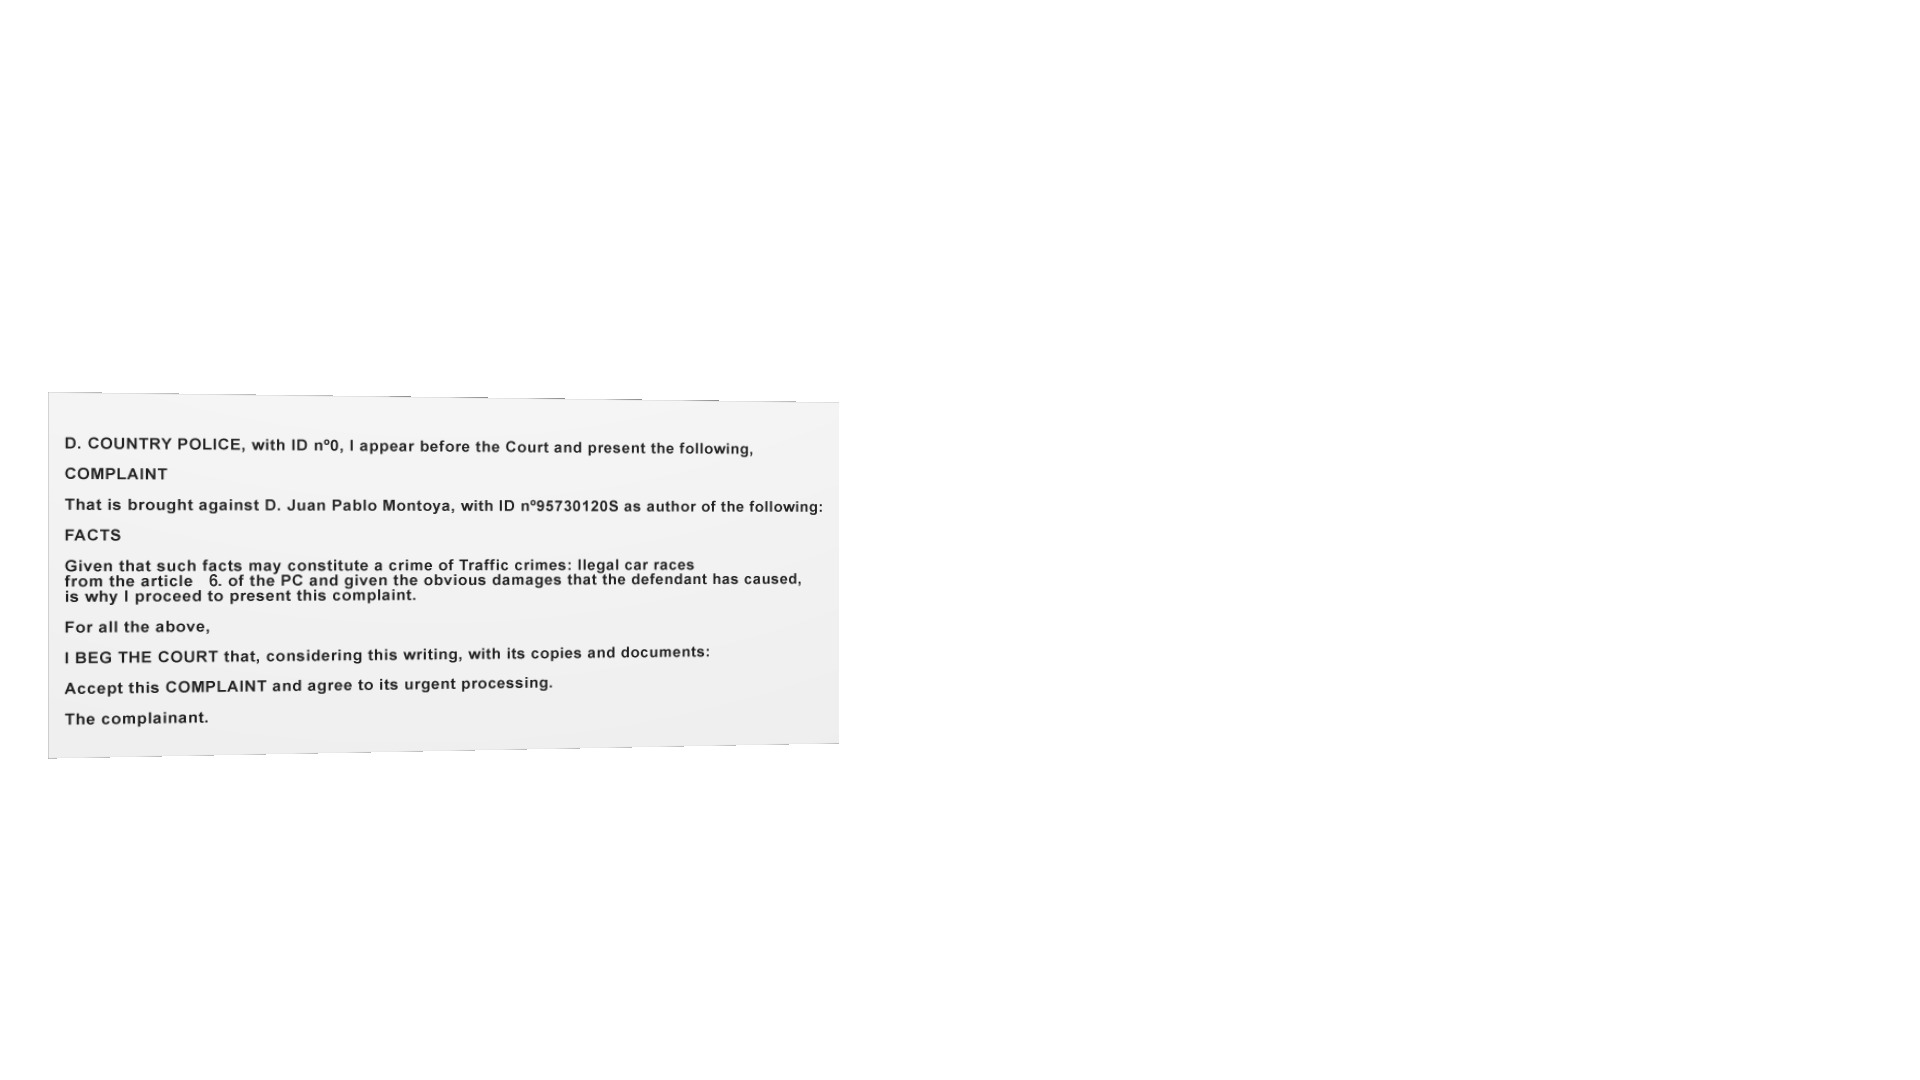 D. COUNTRY POLICE, with ID nº0, I appear before the Court and present the following,
COMPLAINT
That is brought against D. Juan Pablo Montoya, with ID nº95730120S as author of the following:
FACTS
Given that such facts may constitute a crime of Traffic crimes: Ilegal car races
from the article 6. of the PC and given the obvious damages that the defendant has caused,
is why I proceed to present this complaint.
For all the above,
I BEG THE COURT that, considering this writing, with its copies and documents:
Accept this COMPLAINT and agree to its urgent processing.
The complainant.